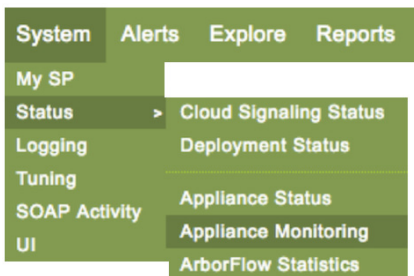 System Alerts Explore Reports
My SP
Status > Cloud Signaling Status
Logging Deployment Status
Tuning
Appliance Status
SOAP Activity
Appliance Monitoring
UI
ArborFlow Statistics